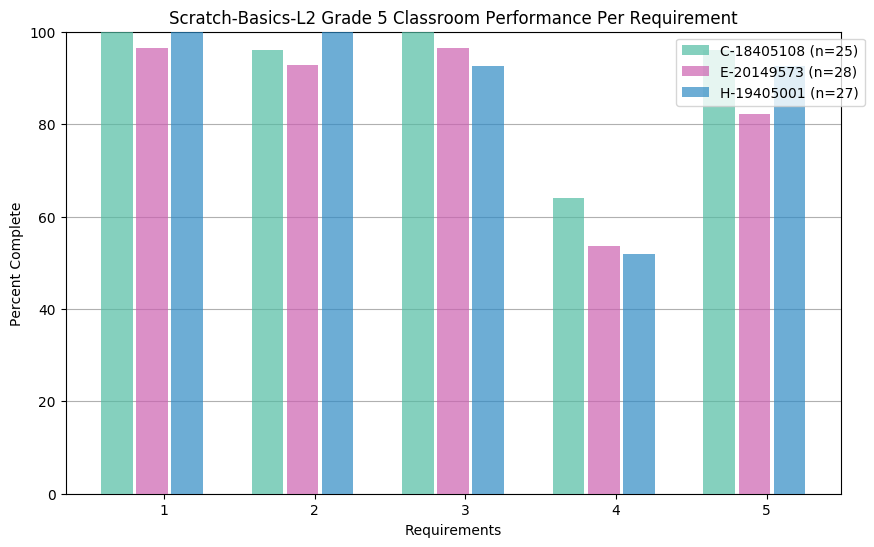 Scratch-Basics-L2 Grade 5 Classroom Performance Per Requirement
C-18405108 (n=25)
E-20149573 (n=28)
H-19405001 (n=27)
Percent Complete
100
80
60
40
20
0
1 2 3 4 5
Requirements